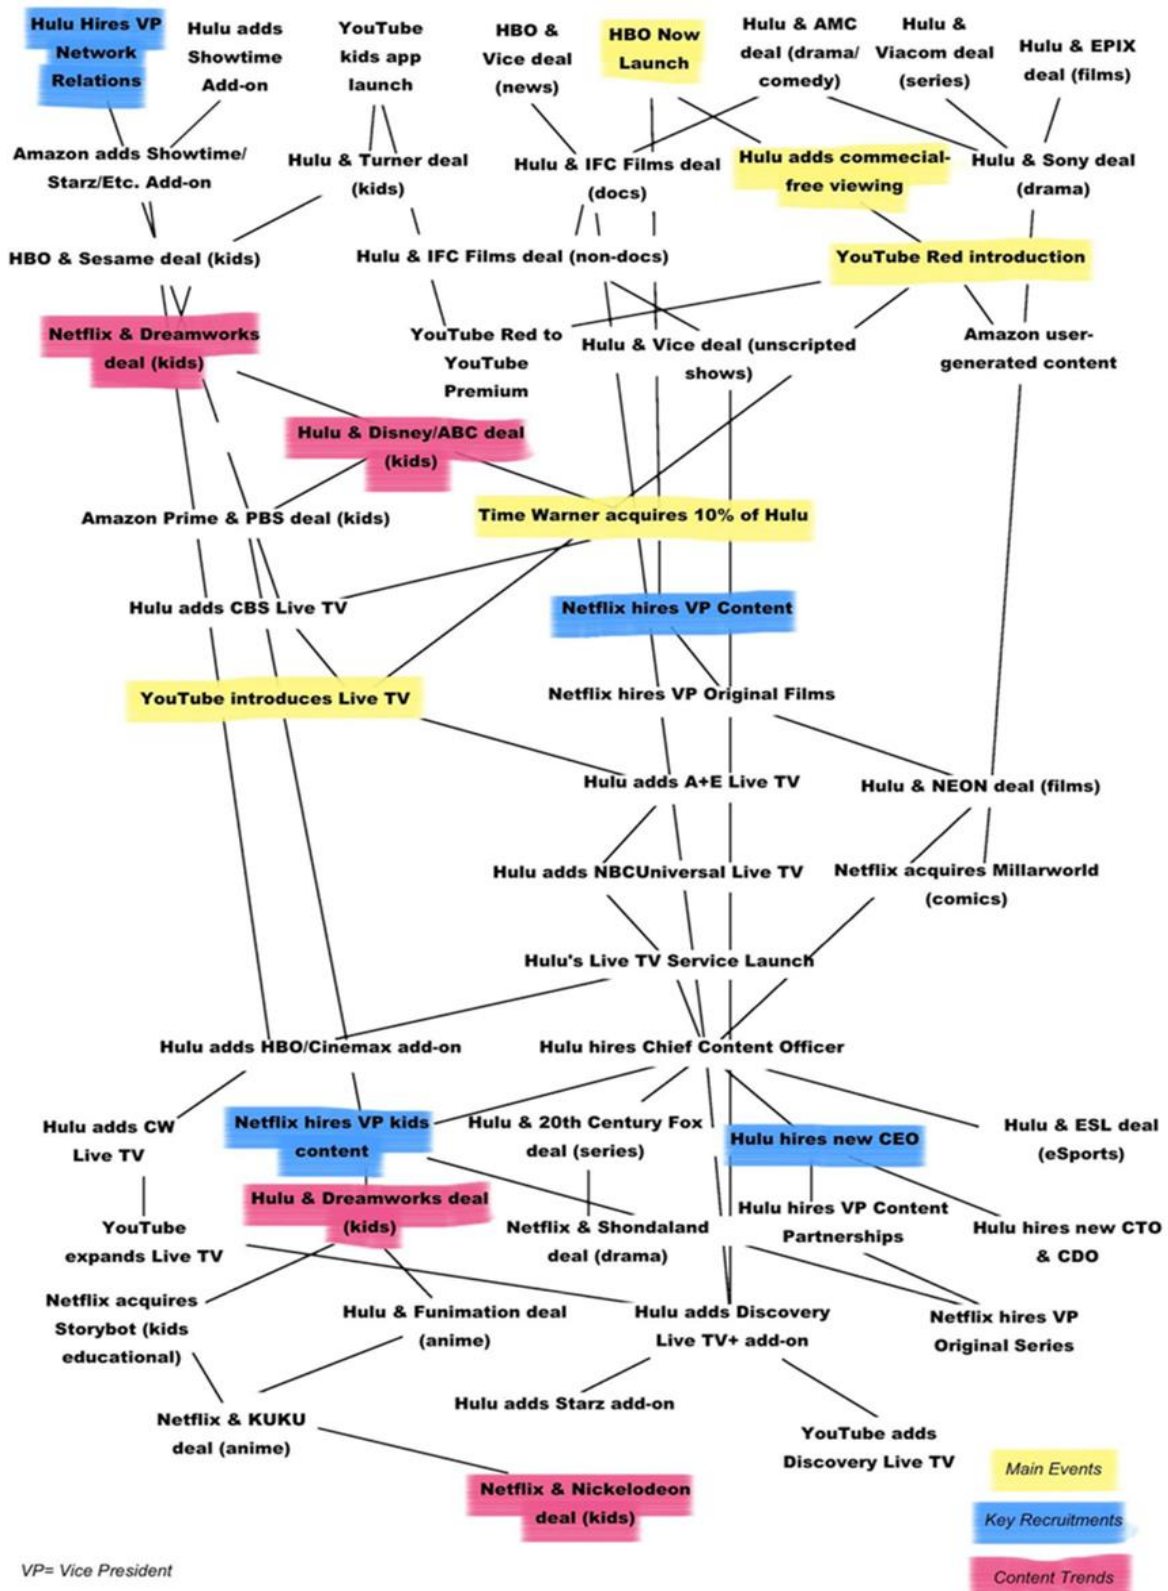 Hulu Hires VP
Network
Relations
Hulu adds
Showtime
Add-on
YouTube
kids app
launch
HBO &
Vice deal
(news)
HBO Now
Launch
Hulu & AMC
deal (drama/
comedy)
Hulu &
Viacom deal
(series)
Hulu & EPIX
deal (films)
Amazon adds Showtime/
Starz/Etc. Add-on
Hulu & Turner deal
(kids)
Hulu & IFC Films deal
(docs)
Hulu adds commecial-
free viewing
Hulu & Sony deal
(drama)
HBO & Sesame deal (kids)
Hulu & IFC Films deal (non-docs)
YouTube Red introduction
Netflix & Dreamworks
deal (kids)
YouTube Red to
YouTube
Premium
Hulu & Vice deal (unscripted
shows)
Amazon user-
generated content
Hulu & Disney/ABC deal
(kids)
Amazon Prime & PBS deal (kids)
Time Warner acquires 10% of Hulu
Hulu adds CBS Live TV
Netflix hires VP Content
YouTube introduces Live TV
Netflix hires VP Original Films
Hulu adds A+E Live TV
Hulu & NEON deal (films)
Hulu adds NBCUniversal Live TV
Netflix acquires Millarworld
(comics)
Hulu's Live TV Service Launch
Hulu adds HBO/Cinemax add-on
Hulu hires Chief Content Officer
Hulu adds CW
Live TV
Netflix hires VP kids
content
Hulu & 20th Century Fox
deal (series)
Hulu hires new CEO
Hulu & ESL deal
(eSports)
YouTube
expands Live TV
Hulu & Dreamworks deal
(kids)
Netflix & Shondaland
deal (drama)
Hulu hires VP Content
Partnerships
Hulu hires new CTO
& CDO
Netflix acquires
Storybot (kids
educational)
Hulu & Funimation deal
(anime)
Hulu adds Discovery
Live TV+ add-on
Netflix hires VP
Original Series
Netflix & KUKU
deal (anime)
Hulu adds Starz add-on
YouTube adds
Discovery Live TV
Netflix & Nickelodeon
deal (kids)
Main Events
Key Recruitments
Content Trends
VP= Vice President